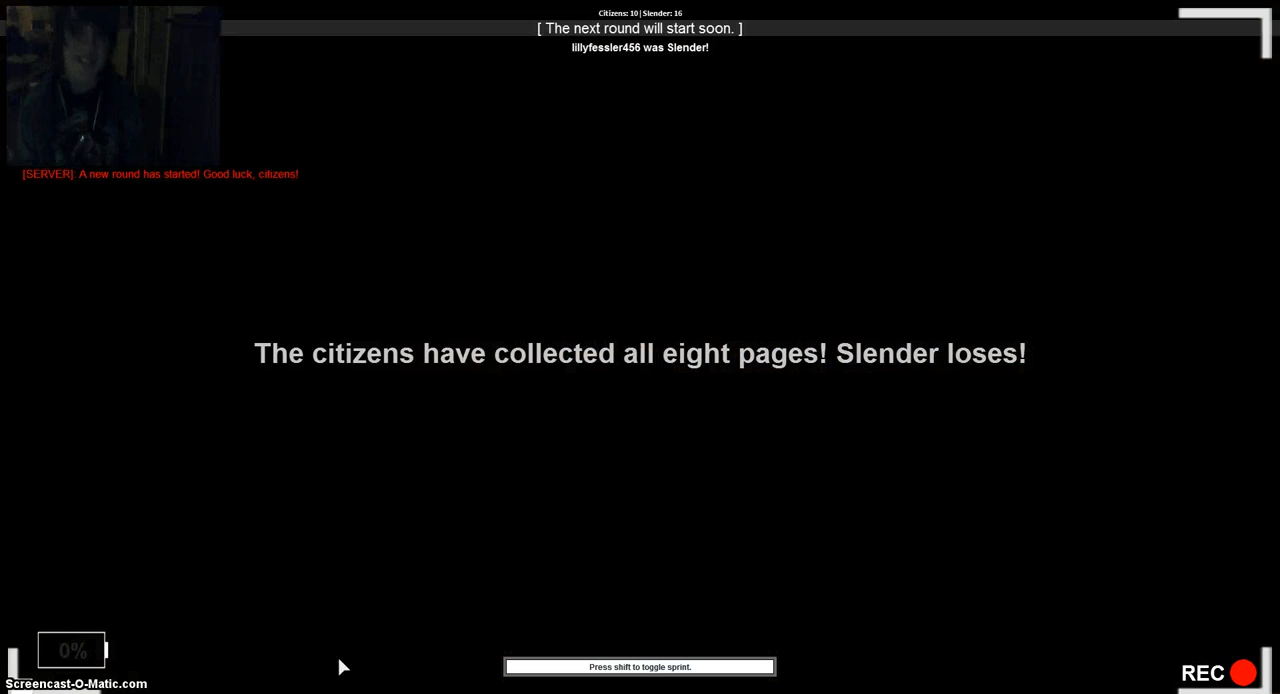 Citizens: 10 | Slender: 16
[ The next round will start soon. ]
lillyfessler456 was Slender!
[SERVER]: A new round has started! Good luck, citizens!
The citizens have collected all eight pages! Slender loses!
0%
Press shift to toggle sprint.
REC
Screencast-O-Matic.com